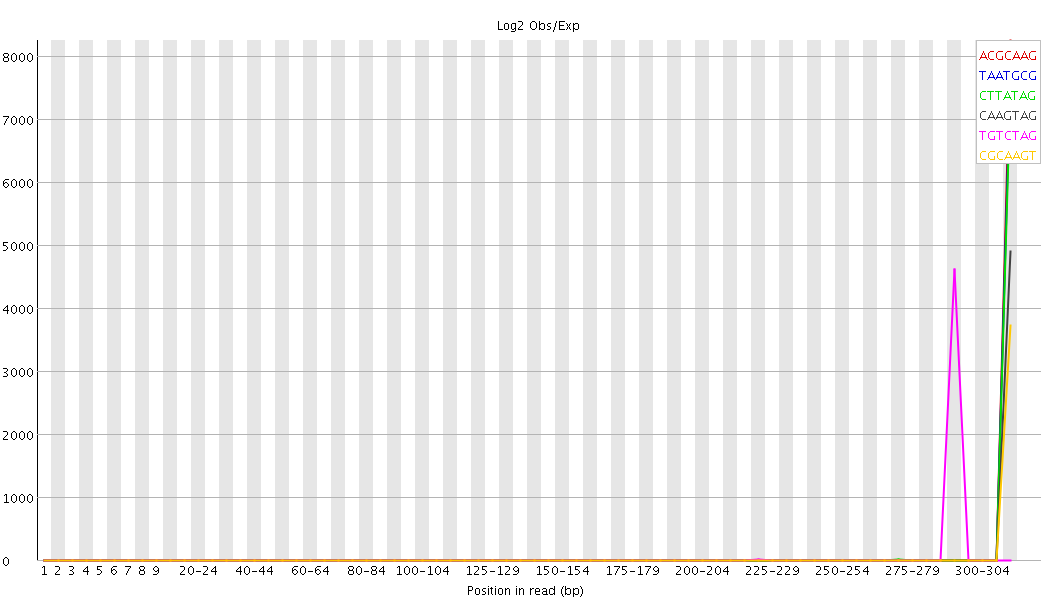 Log2 Obs/Exp
8000
7000
6000
5000
4000
3000
2000
1000
0
ACGCAAG
TAATGCG
CTTATAG
CAAGTAG
TGTCTAG
CGCAAGT
1 2 3 4 5 6 7 8 9 20-24 40-44 60-64 80-84 100-104 125-129 150-154 175-179 200-204 225-229 250-254 275-279 300-304
Position in read (bp)